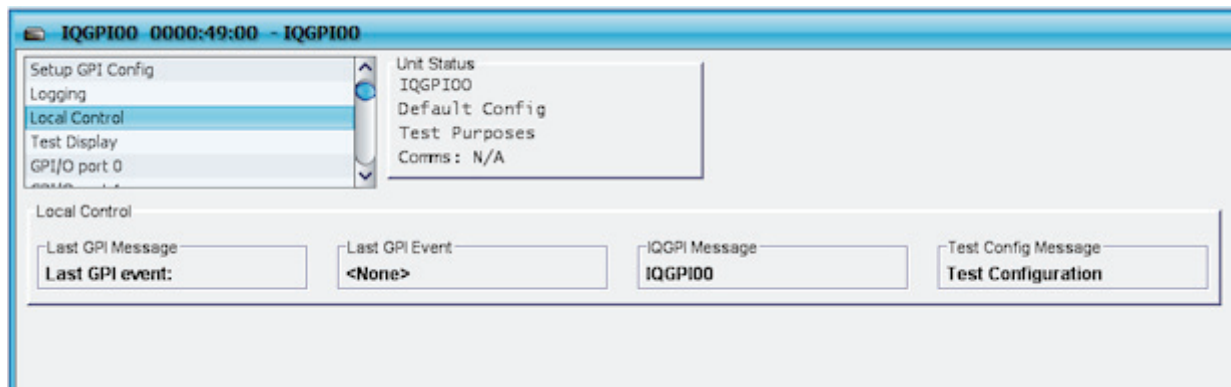 IQGPI00 0000:49:00 - IQGPI00
Setup GPI Config
Logging
Local Control
Test Display
GPI/O port 0
Unit Status
IQGPIOO
Default Config
Test Purposes
Comms: N/A
Local Control
Last GPI Message
Last GPI event:
Last GPI Event
<None>
IQGPI Message
IQGPI00
Test Config Message
Test Configuration